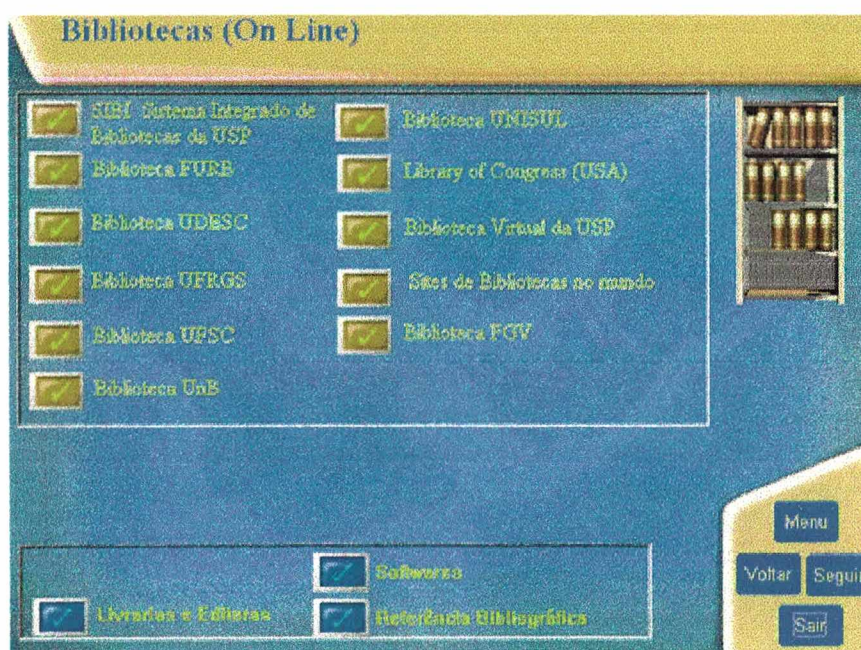 Bibliotecas (On Line)
SIBI Sistema Integrado de
Bibliotecas da USP
Biblioteca FURB
Biblioteca UDESC
Biblioteca UFRGS
Biblioteca UFSC
Biblioteca UnB
Biblioteca UNISUL
Library of Congress (USA)
Biblioteca Virtual da USP
Sites de Bibliotecas no mundo
Biblioteca FGV
Softwares
Livrarias e Editoras
Referência Bibliográfica
Menu
Voltar
Seguir
Sair